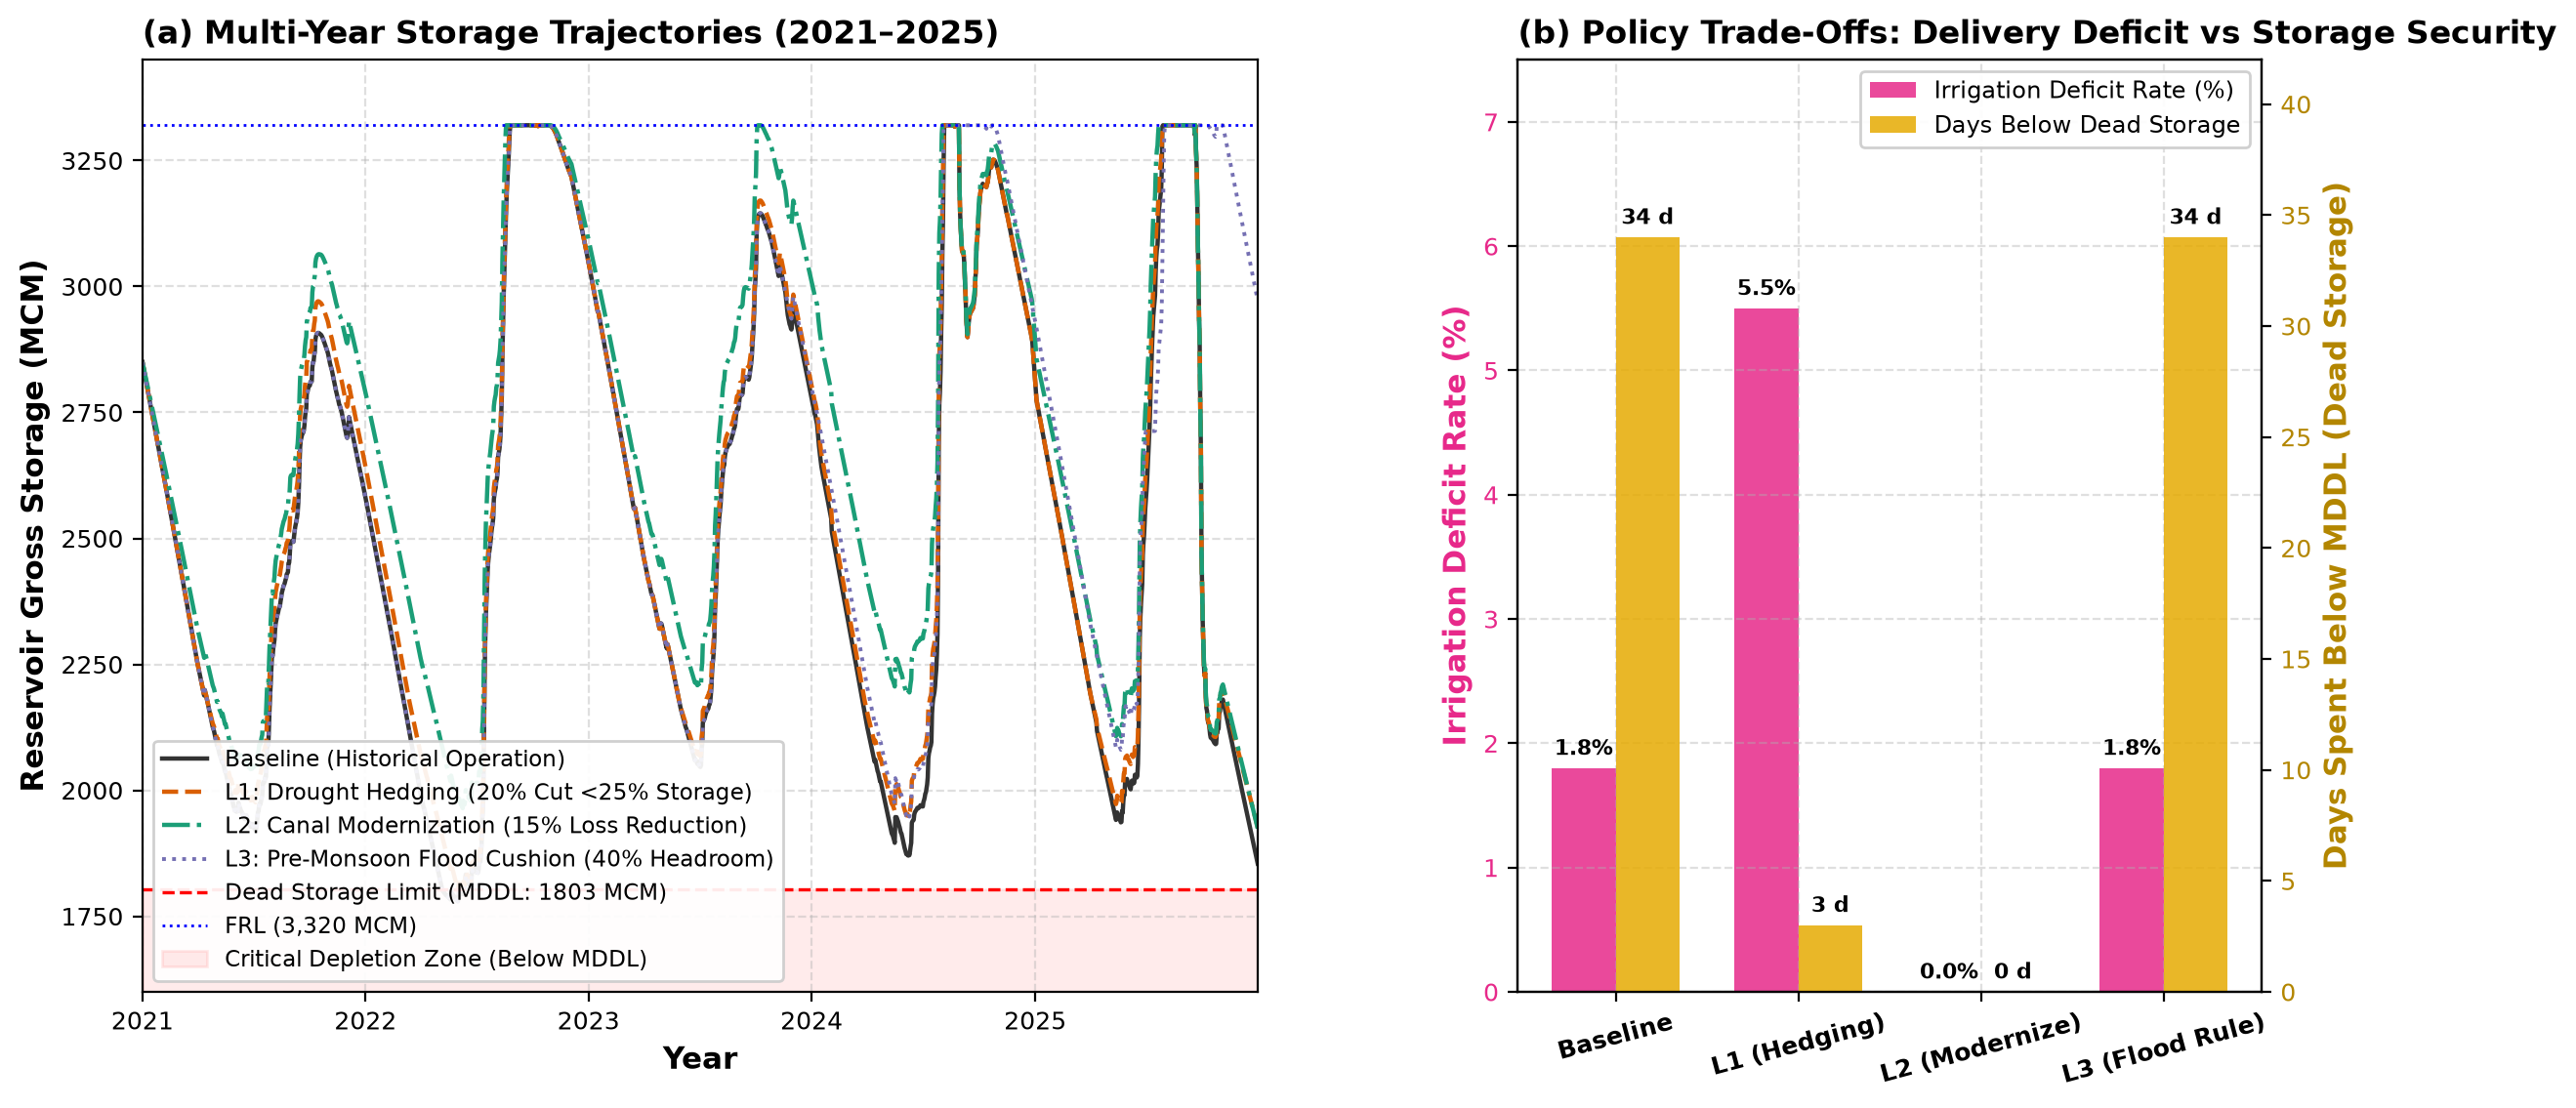 (a) Multi-Year Storage Trajectories (2021–2025)
Reservoir Gross Storage (MCM)
3250
3000
2750
2500
2250
2000
1750
Baseline (Historical Operation)
L1: Drought Hedging (20% Cut <25% Storage)
L2: Canal Modernization (15% Loss Reduction)
L3: Pre-Monsoon Flood Cushion (40% Headroom)
Dead Storage Limit (MDDL: 1803 MCM)
FRL (3,320 MCM)
Critical Depletion Zone (Below MDDL)
2021 2022 2023 2024 2025
Year
(b) Policy Trade-Offs: Delivery Deficit vs Storage Security
Irrigation Deficit Rate (%)
7
6
5
4
3
2
1
0
Irrigation Deficit Rate (%)
Days Below Dead Storage
1.8% 34 d
5.5% 3 d
0.0% 0 d
1.8% 34 d
40
35
30
25
20
15
10
5
0
Days Spent Below MDDL (Dead Storage)
Baseline
L1 (Hedging)
L2 (Modernize)
L3 (Flood Rule)